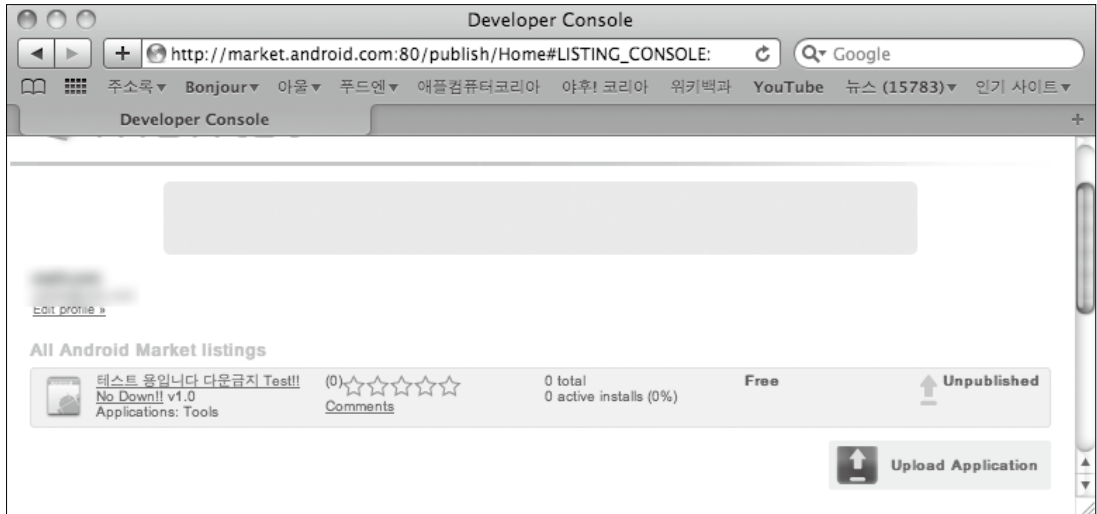 Developer Console
http://market.android.com:80/publish/Home#LISTING_CONSOLE:
Google
주소록▾ Bonjour▾ 아울▾ 푸드엔▾ 애플컴퓨터코리아 야후! 코리아 위키백과 YouTube 뉴스 (15783)▾ 인기 사이트▾
Developer Console
Edit profile »
All Android Market listings
테스트 용입니다 다운금지 Test!!
No Down!! v1.0
Applications: Tools
(0)
Comments
0 total
0 active installs (0%)
Free
Unpublished
Upload Application